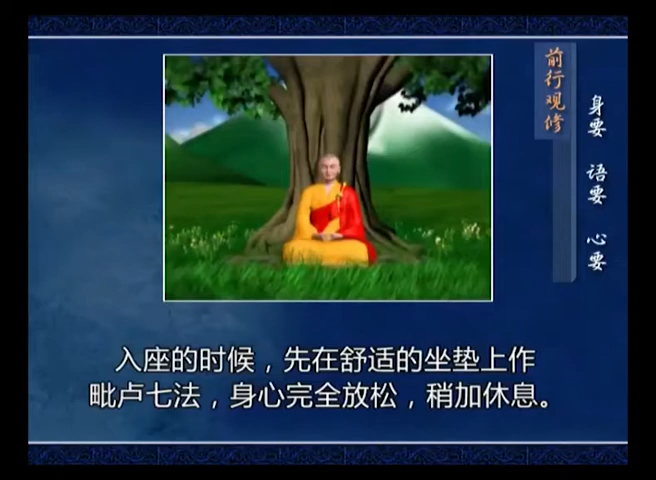 前行观修
身要 语要 心要
入座的时候，先在舒适的坐垫上作
毗卢七法，身心完全放松，稍加休息。